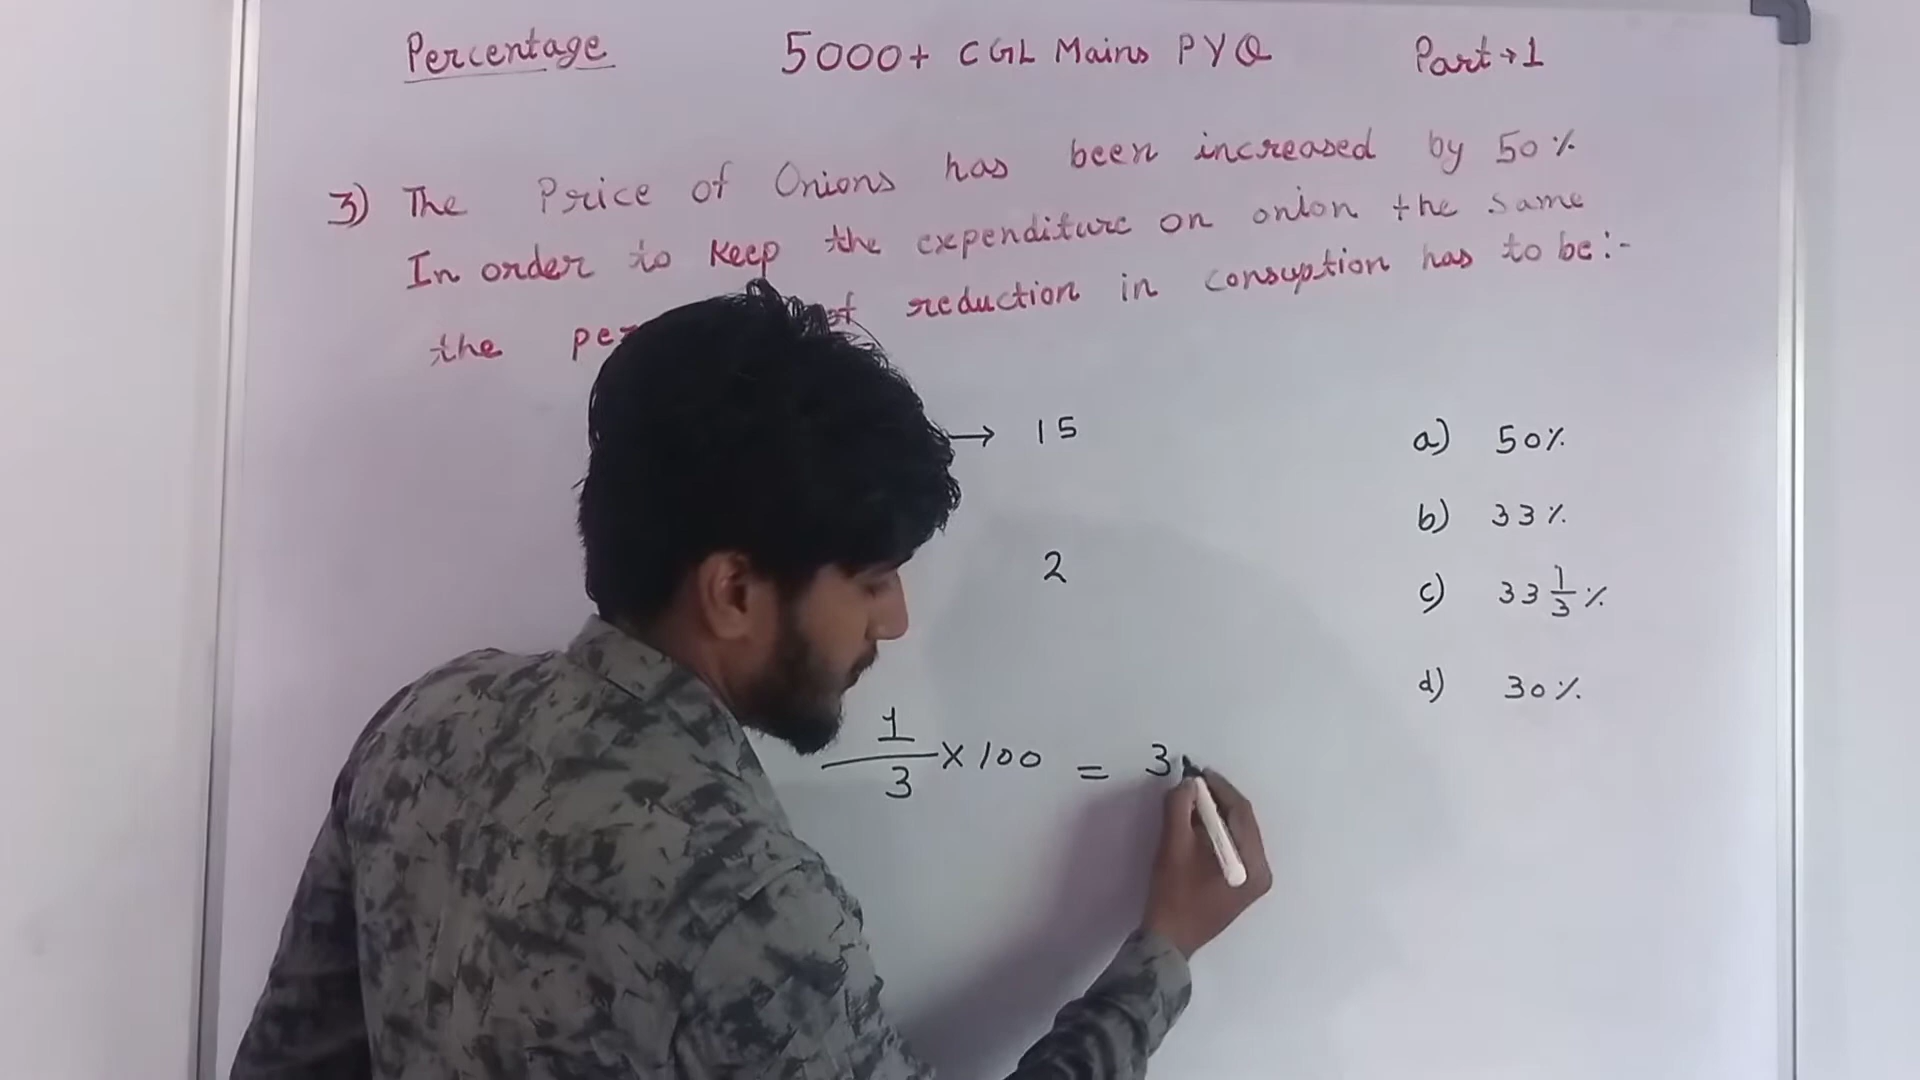 Percentage 5000+ CGL Mains PYQ Part→1
3) The Price of Onions has been increased by 50%
In order to keep the expenditure on onion the same
the of reduction in consuption has to be:-
→ 15
2
1/3 × 100 = 3
a) 50%
b) 33%
c) 33 1/3 %
d) 30%